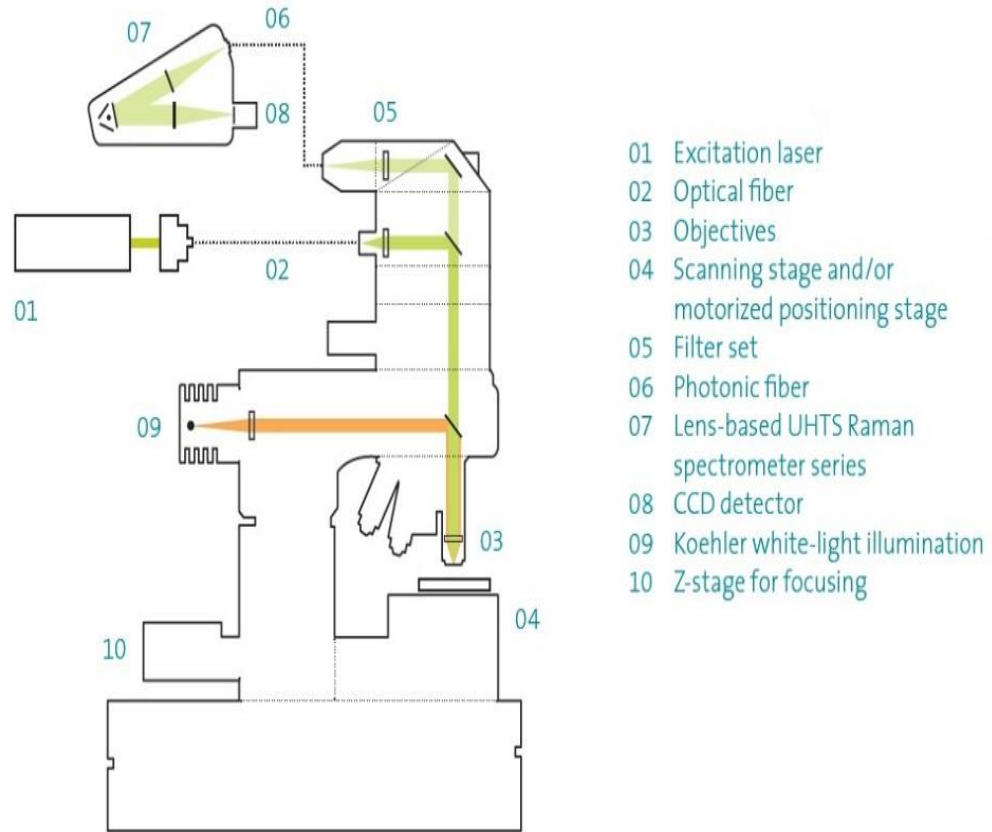 06
07
08
05
02
01
09
03
04
10
01 Excitation laser
02 Optical fiber
03 Objectives
04 Scanning stage and/or
motorized positioning stage
05 Filter set
06 Photonic fiber
07 Lens-based UHTS Raman
spectrometer series
08 CCD detector
09 Koehler white-light illumination
10 Z-stage for focusing